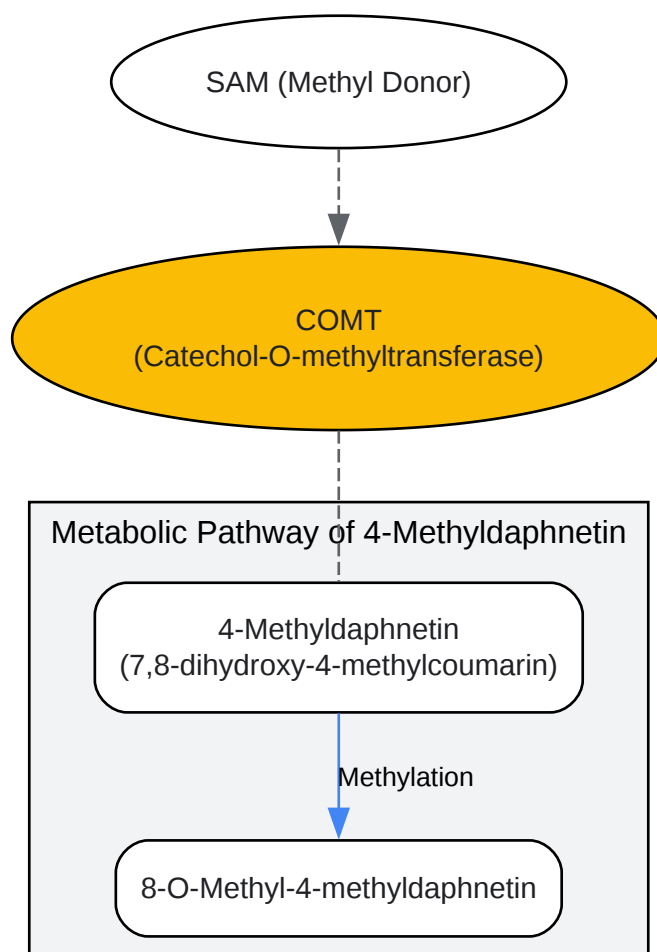 SAM (Methyl Donor)
COMT
(Catechol-O-methyltransferase)
Metabolic Pathway of 4-Methyldaphnetin
4-Methyldaphnetin
(7,8-dihydroxy-4-methylcoumarin)
Methylation
8-O-Methyl-4-methyldaphnetin